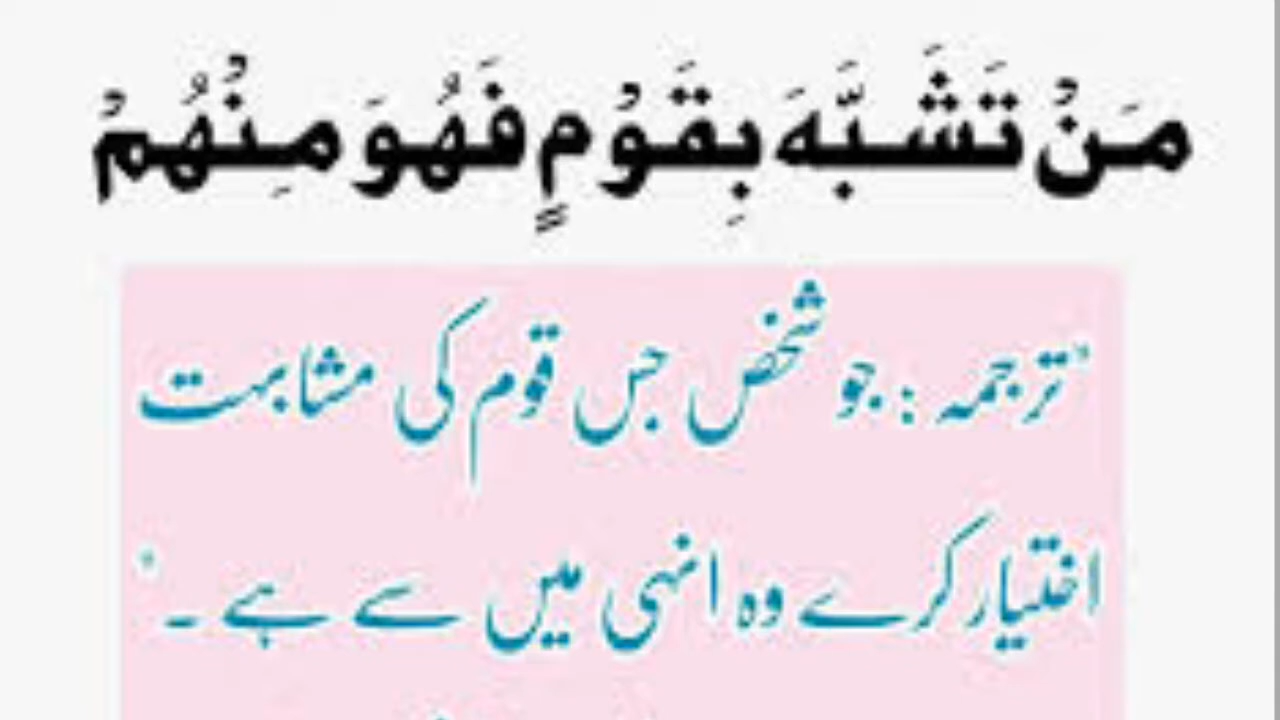 مَنْ تَشَبَّهَ بِقَوْمٍ فَهُوَ مِنْهُمْ
"ترجمہ : جو شخص جس قوم کی مشابہت
اختیار کرے وہ انہی میں سے ہے ۔"